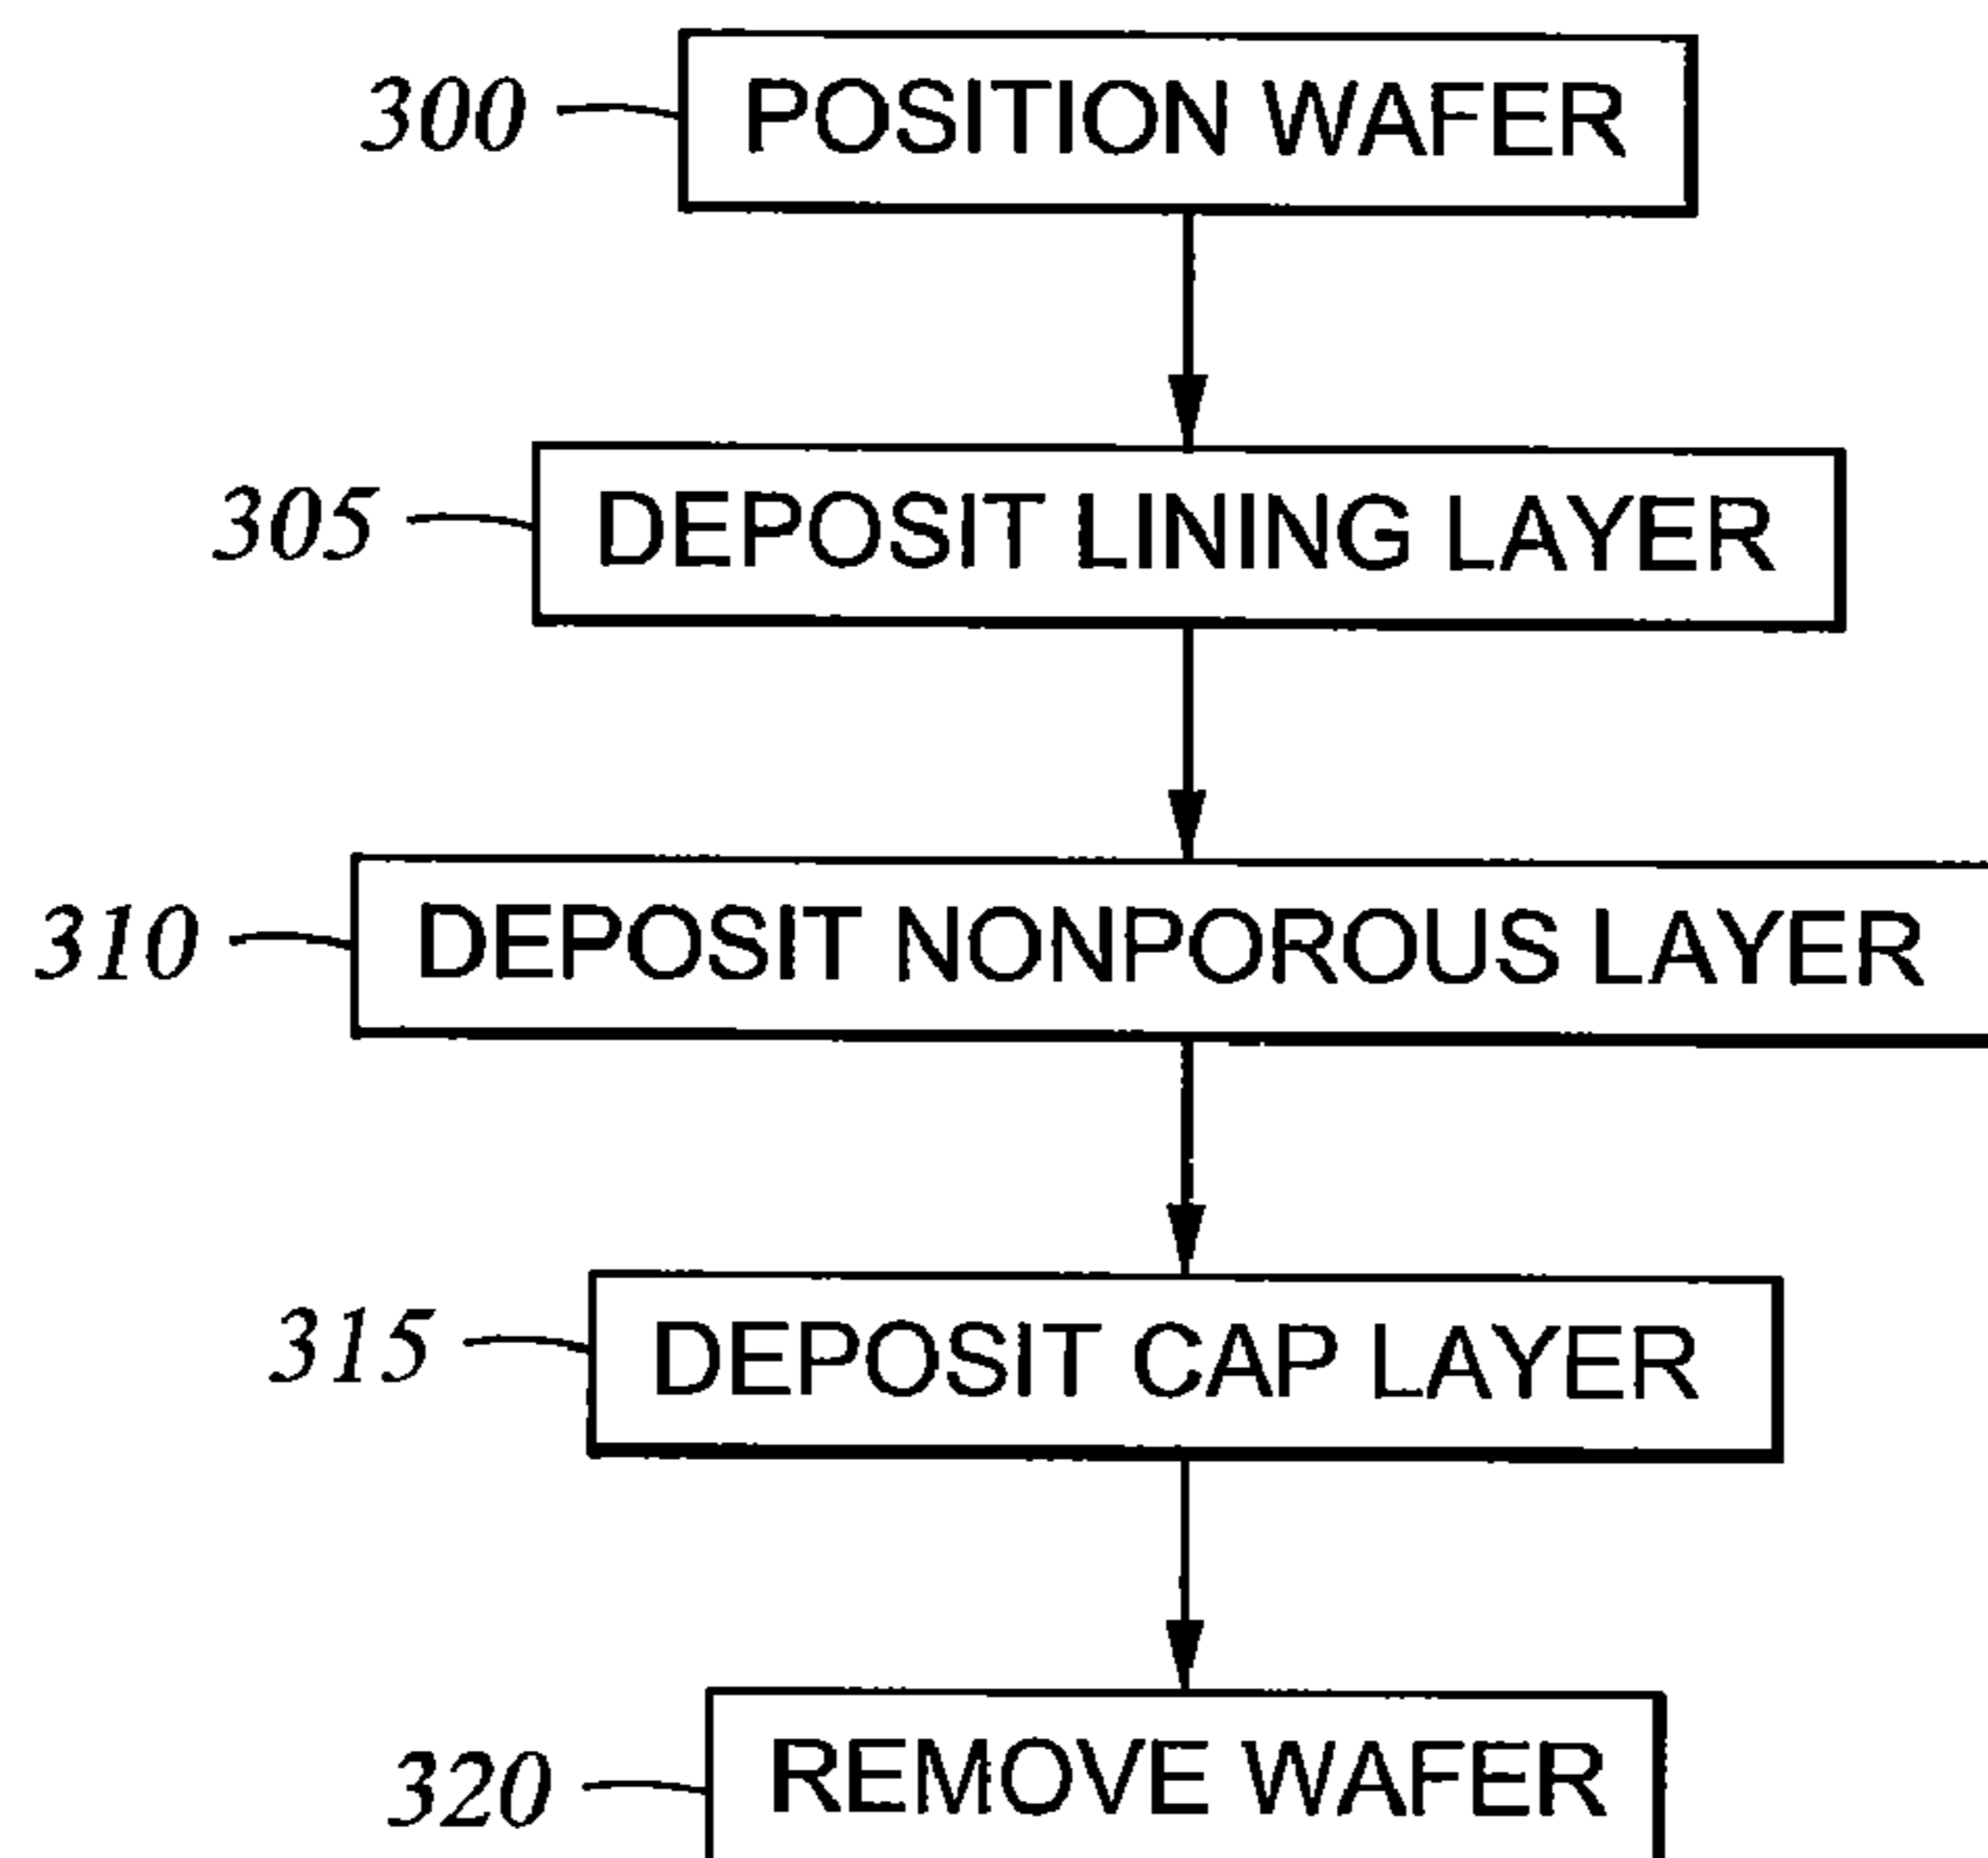 300 POSITION WAFER
305 DEPOSIT LINING LAYER
310 DEPOSIT NONPOROUS LAYER
315 DEPOSIT CAP LAYER
320 REMOVE WAFER